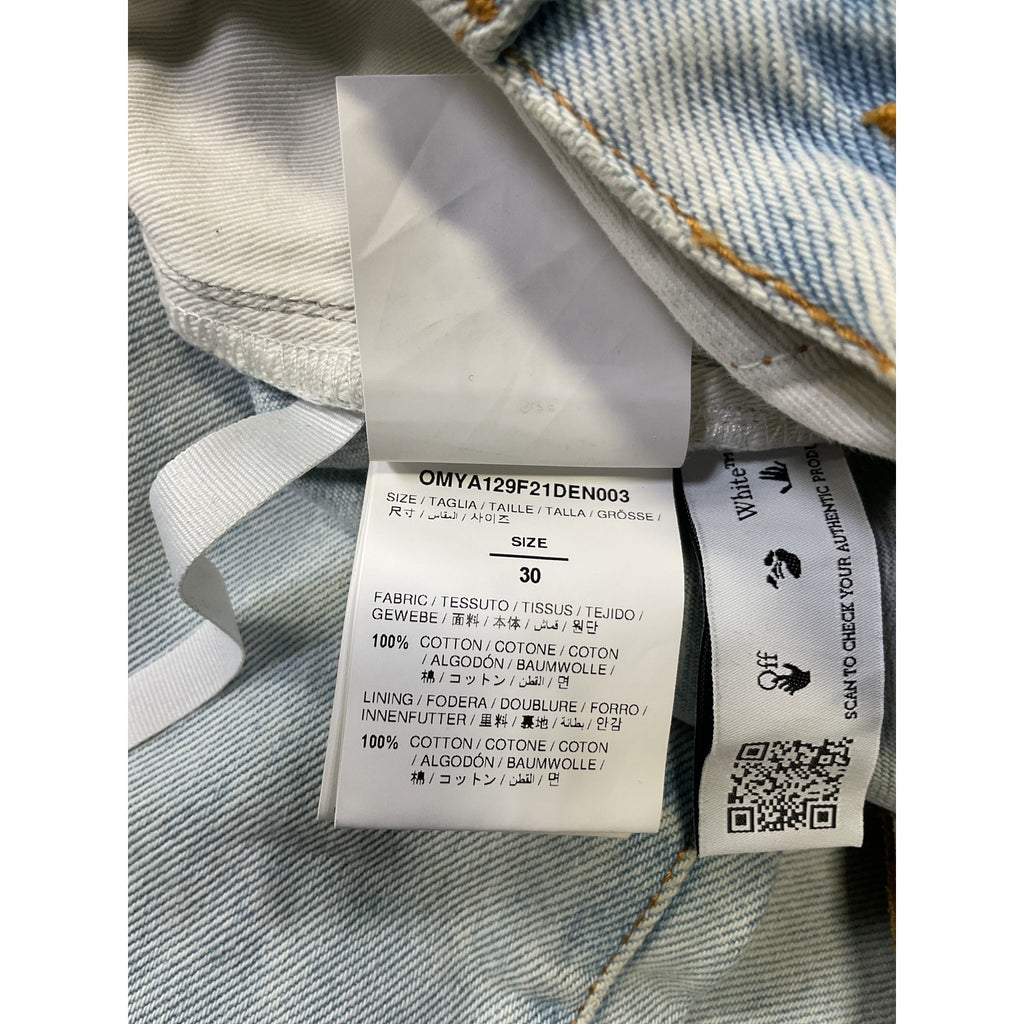 OMYA129F21DEN003
SIZE / TAGLIA / TAILLE / TALLA / GRÖSSE /
尺寸 / المقاس / 사이즈
SIZE
30
FABRIC / TESSUTO / TISSUS / TEJIDO /
GEWEBE / 面料 / 本体 / قماش / 원단
100% COTTON / COTONE / COTON
/ ALGODÓN / BAUMWOLLE /
棉 / コットン / القطن / 면
LINING / FODERA / DOUBLURE / FORRO /
INNENFUTTER / 里料 / 裏地 / بطانة / 안감
100% COTTON / COTONE / COTON
/ ALGODÓN / BAUMWOLLE /
棉 / コットン / القطن / 면
Off White™
SCAN TO CHECK YOUR AUTHENTIC